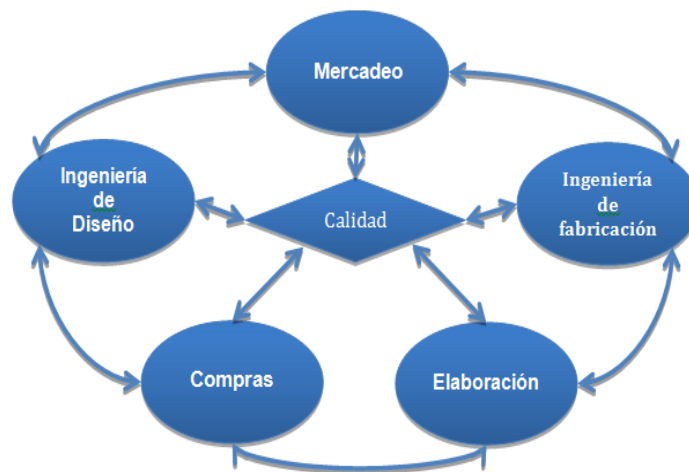 Mercadeo
Ingeniería
de
Diseño
Calidad
Ingeniería
de
fabricación
Compras
Elaboración